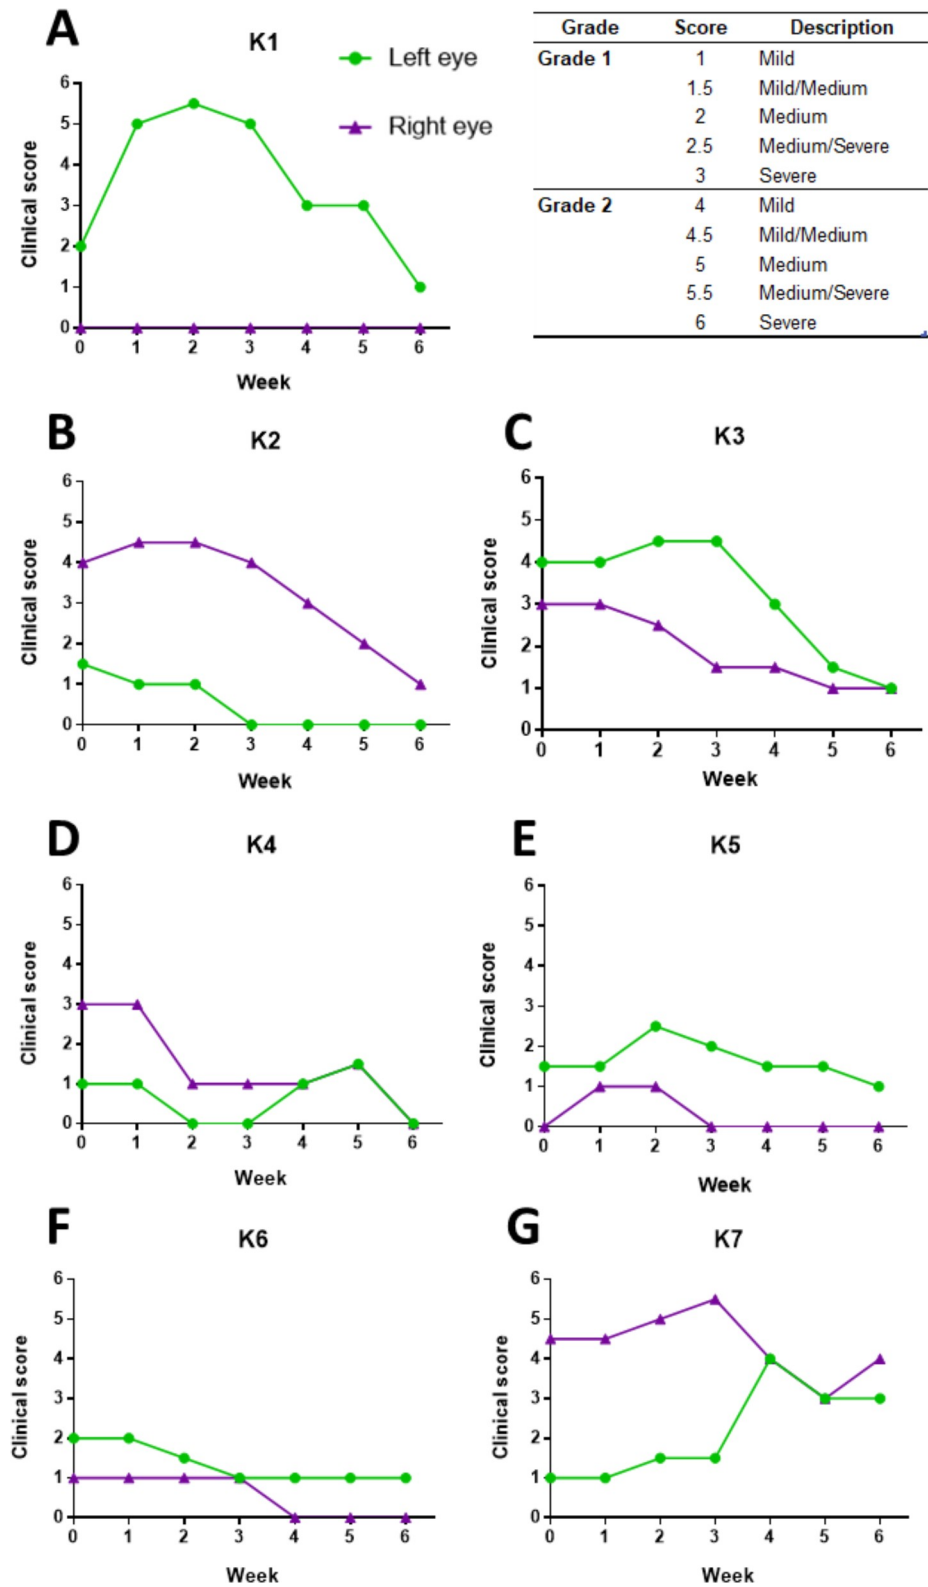 A
K1
Left eye
Right eye
Clinical score
6
5
4
3
2
1
0
0 1 2 3 4 5 6
Week
Grade Score Description
Grade 1 1 Mild
1.5 Mild/Medium
2 Medium
2.5 Medium/Severe
3 Severe
Grade 2 4 Mild
4.5 Mild/Medium
5 Medium
5.5 Medium/Severe
6 Severe
B
K2
Clinical score
6
5
4
3
2
1
0
0 1 2 3 4 5 6
Week
C
K3
Clinical score
6
5
4
3
2
1
0
0 1 2 3 4 5 6
Week
D
K4
Clinical score
6
5
4
3
2
1
0
0 1 2 3 4 5 6
Week
E
K5
Clinical score
6
5
4
3
2
1
0
0 1 2 3 4 5 6
Week
F
K6
Clinical score
6
5
4
3
2
1
0
0 1 2 3 4 5 6
Week
G
K7
Clinical score
6
5
4
3
2
1
0
0 1 2 3 4 5 6
Week